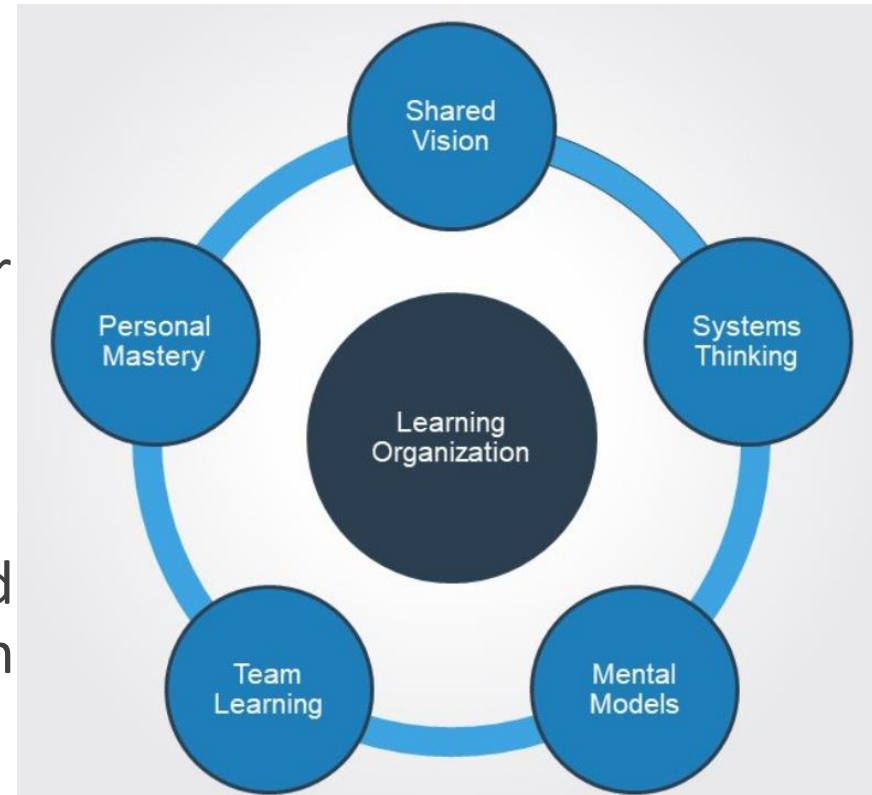 Shared
Vision
r
Personal
Mastery
Systems
Thinking
Learning
Organization
d
n
Team
Learning
Mental
Models